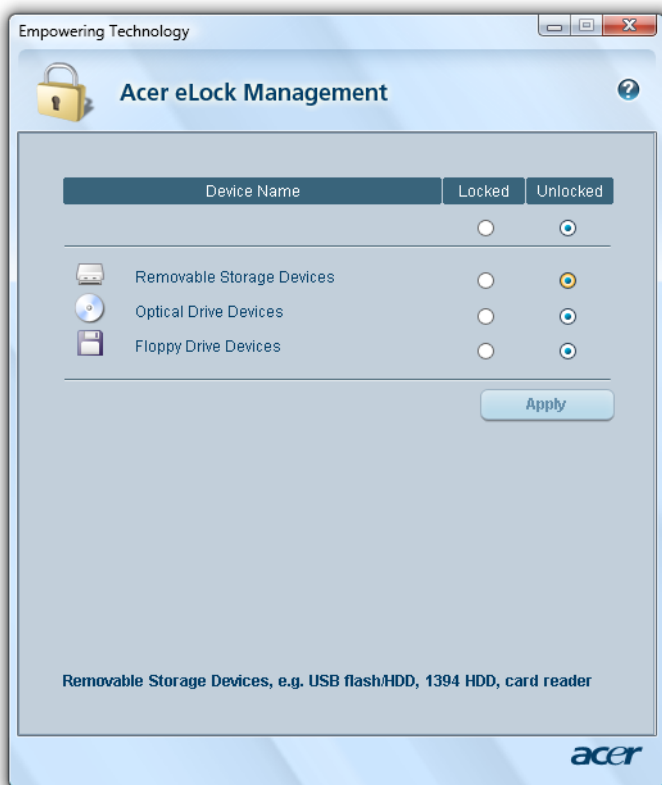 Empowering Technology
Acer eLock Management
?
Device Name Locked Unlocked
Removable Storage Devices
Optical Drive Devices
Floppy Drive Devices
Apply
Removable Storage Devices, e.g. USB flash/HDD, 1394 HDD, card reader
acer